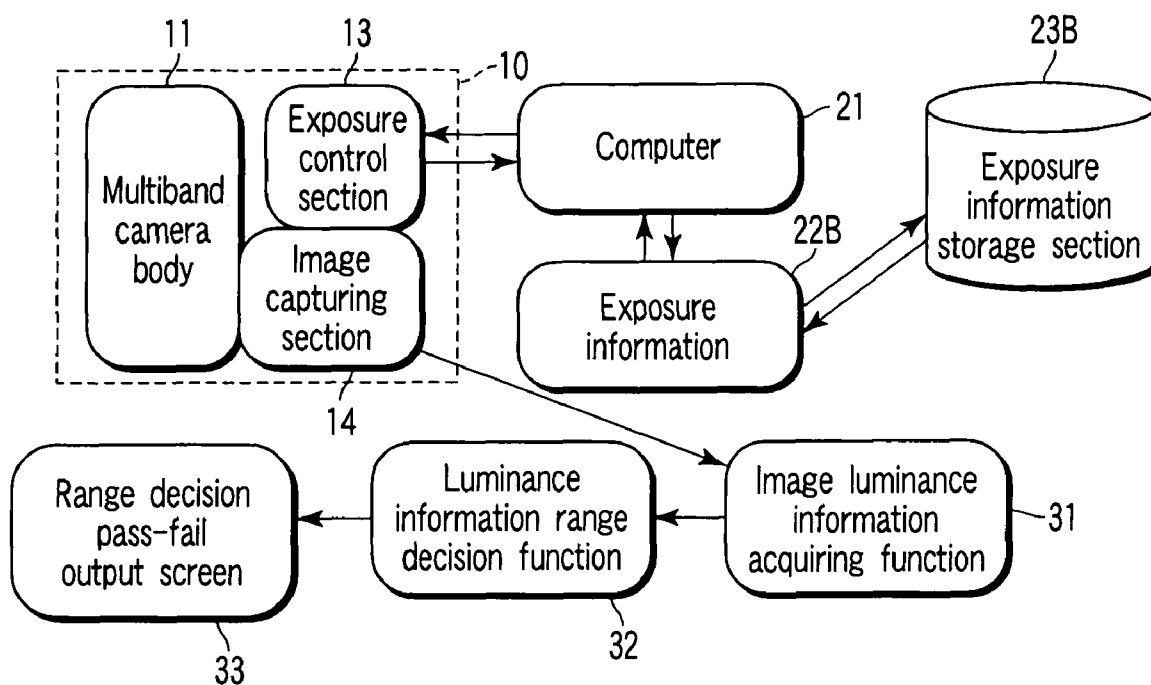 11
13
10
23B
Multiband
camera
body
Exposure
control
section
Computer
21
Exposure
information
storage section
Image
capturing
section
14
22B
Exposure
information
Range decision
pass-fail
output screen
33
Luminance
information range
decision function
32
Image luminance
information
acquiring function
31